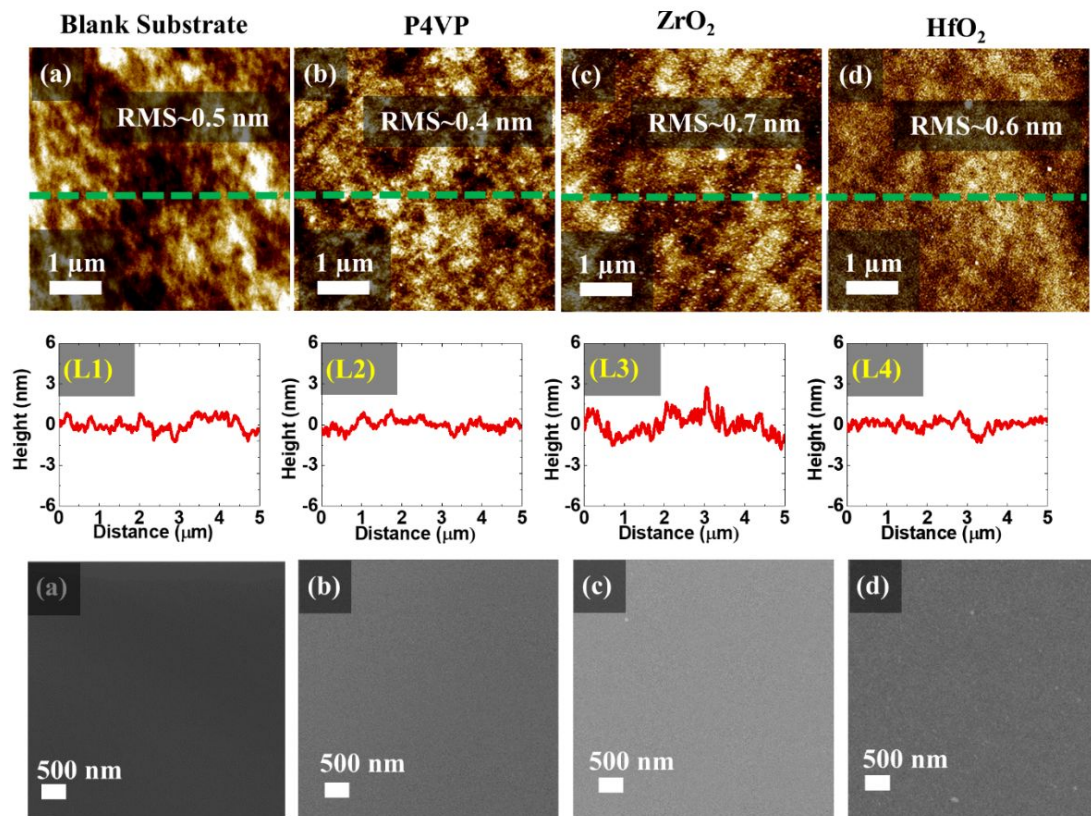 Blank Substrate
P4VP
ZrO₂
HfO₂
(a)
RMS~0.5 nm
1 μm
(b)
RMS~0.4 nm
1 μm
(c)
RMS~0.7 nm
1 μm
(d)
RMS~0.6 nm
1 μm
Height (nm)
6
3
0
-3
-6
(L1)
0 1 2 3 4 5
Distance (μm)
Height (nm)
6
3
0
-3
-6
(L2)
0 1 2 3 4 5
Distance (μm)
Height (nm)
6
3
0
-3
-6
(L3)
0 1 2 3 4 5
Distance (μm)
Height (nm)
6
3
0
-3
-6
(L4)
0 1 2 3 4 5
Distance (μm)
(a)
500 nm
(b)
500 nm
(c)
500 nm
(d)
500 nm